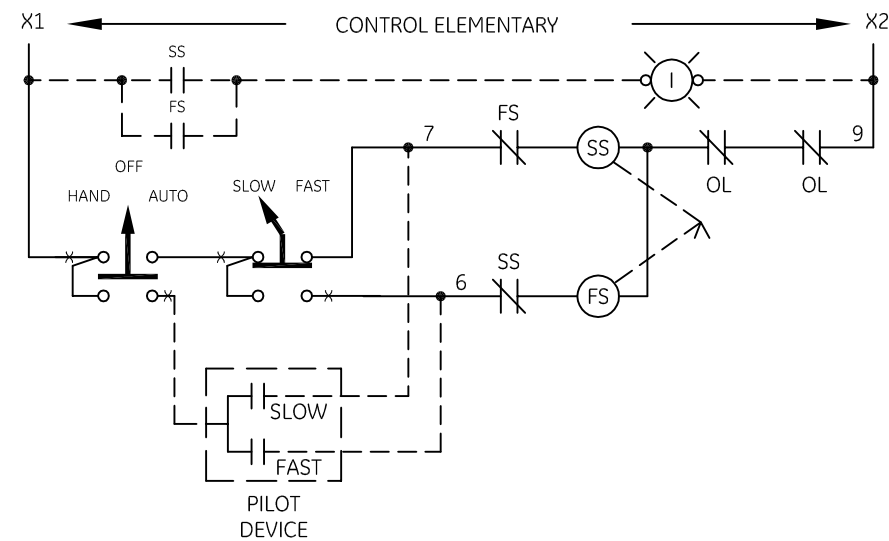 X1 CONTROL ELEMENTARY X2
SS
I
FS
7 FS SS 9
OL OL
OFF
HAND AUTO
SLOW FAST
6 SS FS
SLOW
FAST
PILOT
DEVICE